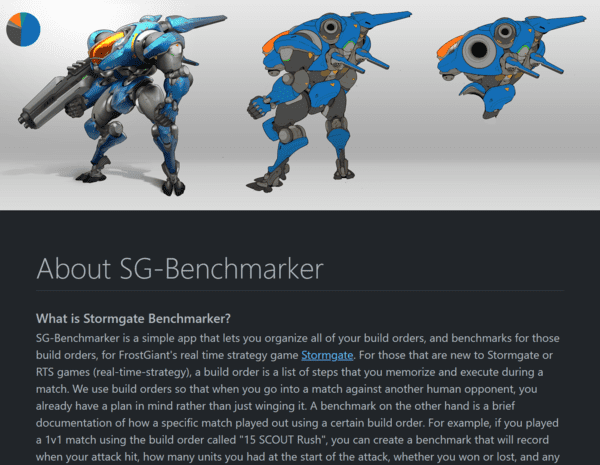 About SG-Benchmarker
What is Stormgate Benchmarker?
SG-Benchmarker is a simple app that lets you organize all of your build orders, and benchmarks for those
build orders, for FrostGiant's real time strategy game Stormgate. For those that are new to Stormgate or
RTS games (real-time-strategy), a build order is a list of steps that you memorize and execute during a
match. We use build orders so that when you go into a match against another human opponent, you
already have a plan in mind rather than just winging it. A benchmark on the other hand is a brief
documentation of how a specific match played out using a certain build order. For example, if you played
a 1v1 match using the build order called "15 SCOUT Rush", you can create a benchmark that will record
when your attack hit, how many units you had at the start of the attack, whether you won or lost, and any